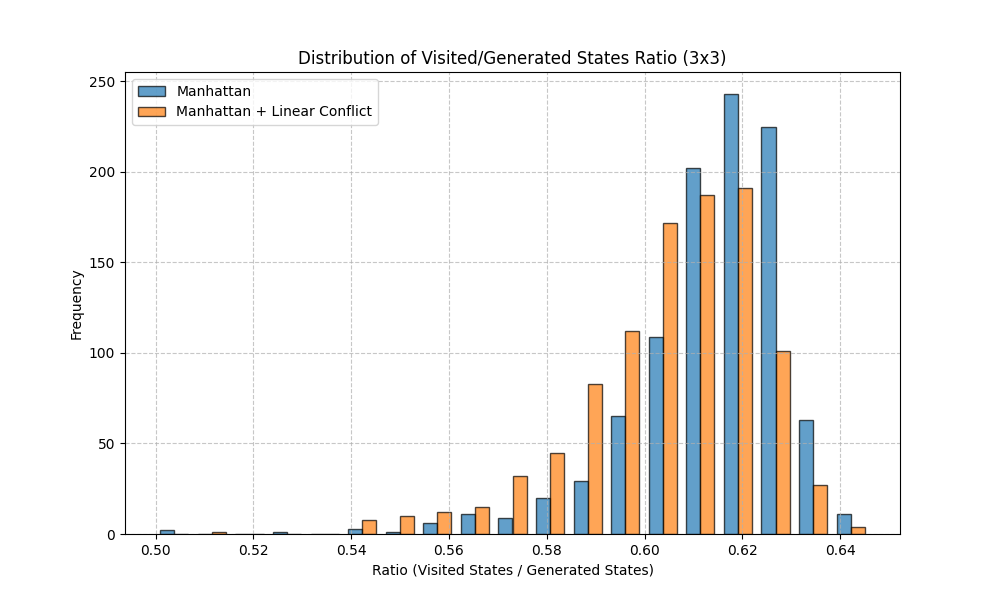 Distribution of Visited/Generated States Ratio (3x3)
Manhattan
Manhattan + Linear Conflict
250
200
150
100
50
0
Frequency
0.50 0.52 0.54 0.56 0.58 0.60 0.62 0.64
Ratio (Visited States / Generated States)